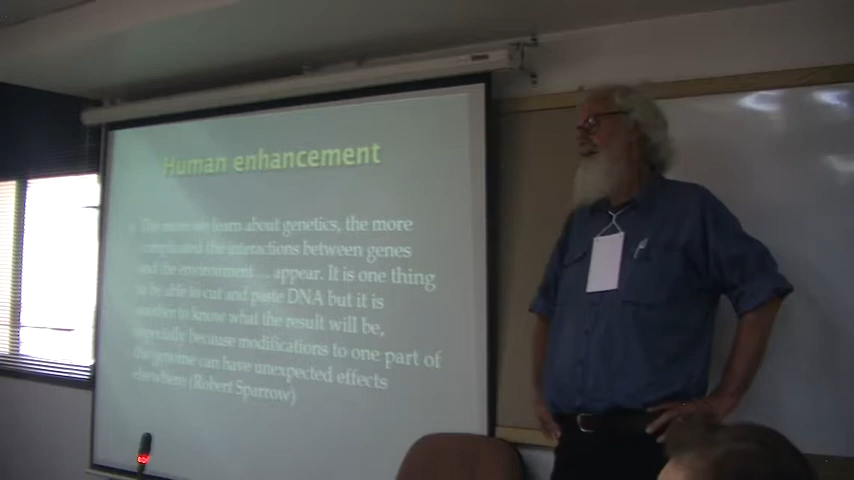 Human enhancement
The more we learn about genetics, the more
complicated the interactions between genes
and the environment ... appear. It is one thing
to be able to cut and paste DNA but it is
another to know what the result will be,
especially because modifications to one part of
the genome can have unexpected effects
elsewhere (Robert Sparrow)